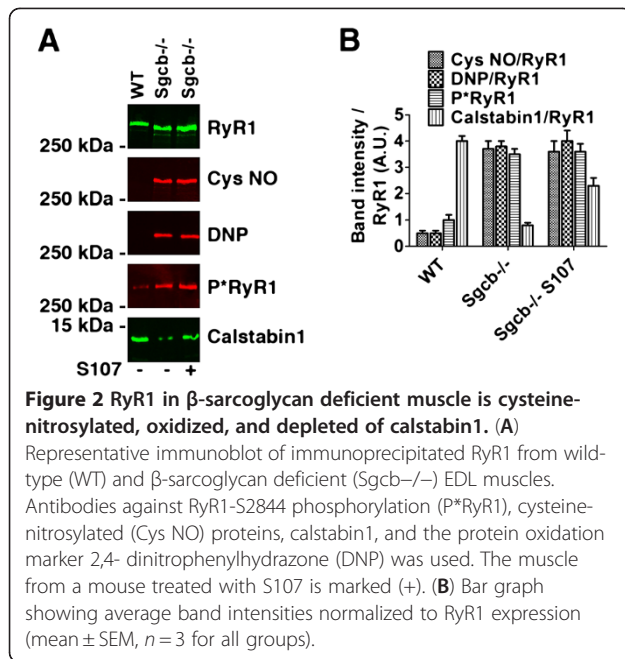 A
B
WT
Sgcb-/-
Sgcb-/-
RyR1
250 kDa -
Cys NO
250 kDa -
DNP
250 kDa -
P*RyR1
250 kDa -
15 kDa -
Calstabin1
S107 - - +
Cys NO/RyR1
DNP/RyR1
P*RyR1
Calstabin1/RyR1
Band intensity /
RyR1 (A.U.)
5
4
3
2
1
0
WT
Sgcb-/-
Sgcb-/- S107
Figure 2 RyR1 in β-sarcoglycan deficient muscle is cysteine-
nitrosylated, oxidized, and depleted of calstabin1. (A)
Representative immunoblot of immunoprecipitated RyR1 from wild-
type (WT) and β-sarcoglycan deficient (Sgcb−/−) EDL muscles.
Antibodies against RyR1-S2844 phosphorylation (P*RyR1), cysteine-
nitrosylated (Cys NO) proteins, calstabin1, and the protein oxidation
marker 2,4- dinitrophenylhydrazone (DNP) was used. The muscle
from a mouse treated with S107 is marked (+). (B) Bar graph
showing average band intensities normalized to RyR1 expression
(mean ± SEM, n = 3 for all groups).